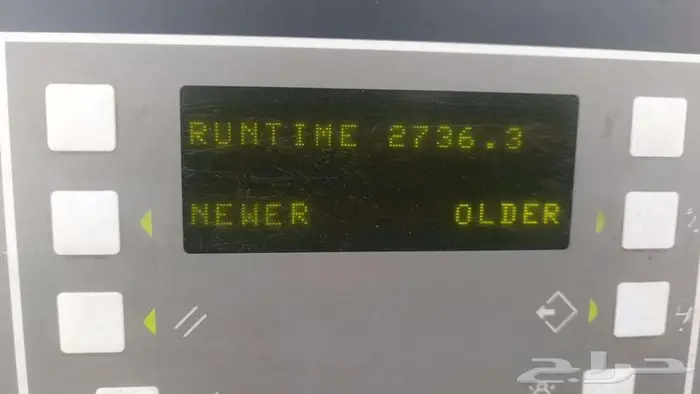 RUNTIME 2736.3
NEWER OLDER
حراج